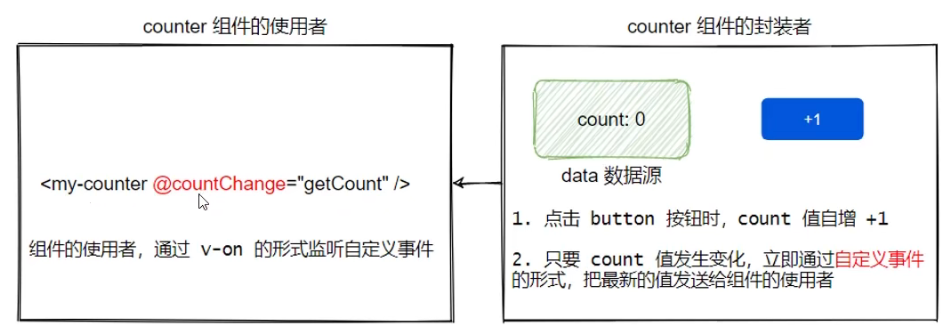 counter 组件的使用者
<my-counter @countChange="getCount" />
组件的使用者，通过 v-on 的形式监听自定义事件
counter 组件的封装者
count: 0
+1
data 数据源
1. 点击 button 按钮时，count 值自增 +1
2. 只要 count 值发生变化，立即通过自定义事件
的形式，把最新的值发送给组件的使用者